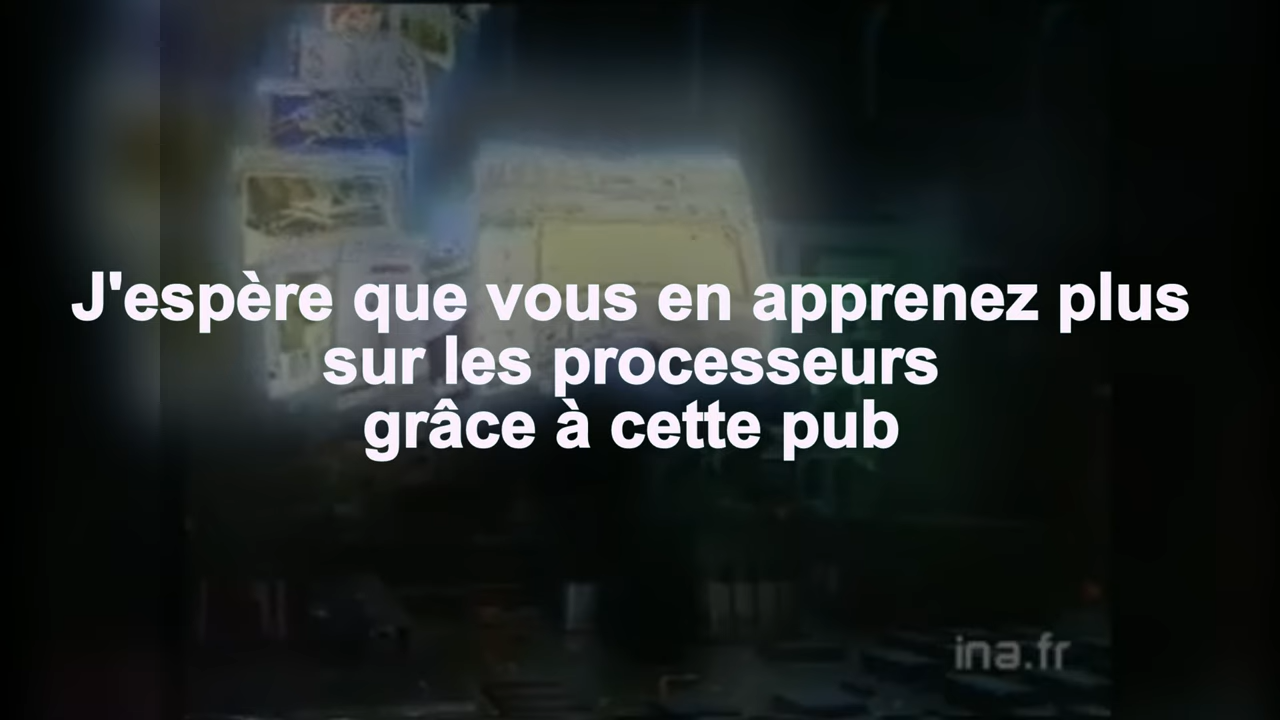 J'espère que vous en apprenez plus
sur les processeurs
grâce à cette pub
ina.fr